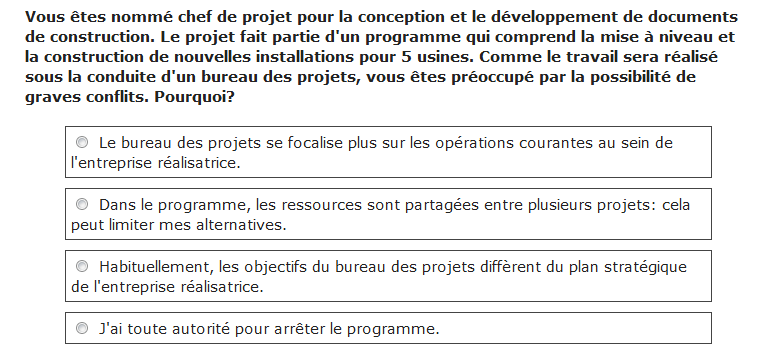 Vous êtes nommé chef de projet pour la conception et le développement de documents
de construction. Le projet fait partie d'un programme qui comprend la mise à niveau et
la construction de nouvelles installations pour 5 usines. Comme le travail sera réalisé
sous la conduite d'un bureau des projets, vous êtes préoccupé par la possibilité de
graves conflits. Pourquoi?
Le bureau des projets se focalise plus sur les opérations courantes au sein de
l'entreprise réalisatrice.
Dans le programme, les ressources sont partagées entre plusieurs projets: cela
peut limiter mes alternatives.
Habituellement, les objectifs du bureau des projets diffèrent du plan stratégique
de l'entreprise réalisatrice.
J'ai toute autorité pour arrêter le programme.